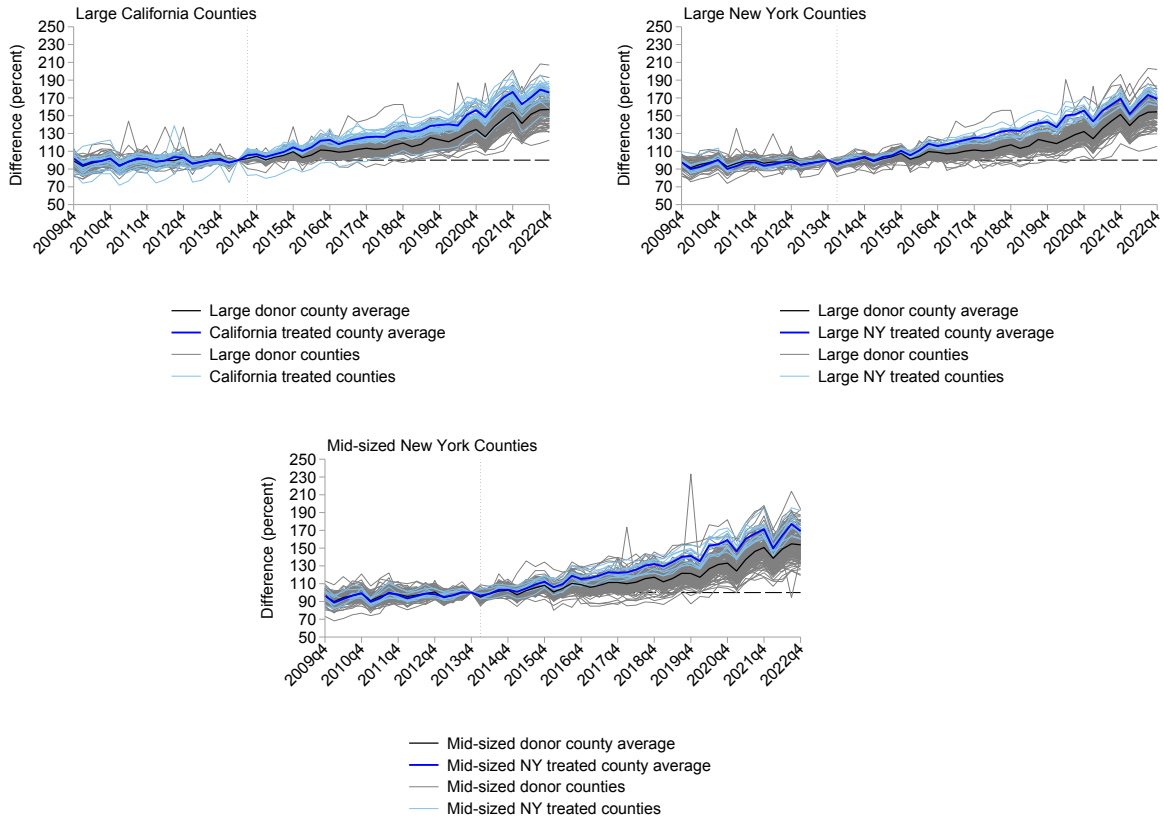 Large California Counties
Difference (percent)
250
230
210
190
170
150
130
110
90
70
50
2009q4
2010q4
2011q4
2012q4
2013q4
2014q4
2015q4
2016q4
2017q4
2018q4
2019q4
2020q4
2021q4
2022q4
Large donor county average
California treated county average
Large donor counties
California treated counties
Large New York Counties
Difference (percent)
250
230
210
190
170
150
130
110
90
70
50
2009q4
2010q4
2011q4
2012q4
2013q4
2014q4
2015q4
2016q4
2017q4
2018q4
2019q4
2020q4
2021q4
2022q4
Large donor county average
Large NY treated county average
Large donor counties
Large NY treated counties
Mid-sized New York Counties
Difference (percent)
250
230
210
190
170
150
130
110
90
70
50
2009q4
2010q4
2011q4
2012q4
2013q4
2014q4
2015q4
2016q4
2017q4
2018q4
2019q4
2020q4
2021q4
2022q4
Mid-sized donor county average
Mid-sized NY treated county average
Mid-sized donor counties
Mid-sized NY treated counties